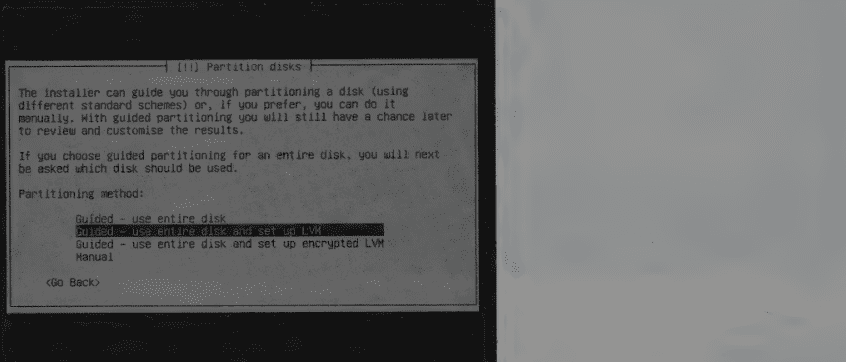 [!!] Partition disks
The installer can guide you through partitioning a disk (using
different standard schemes) or, if you prefer, you can do it
manually. With guided partitioning you will still have a chance later
to review and customise the results.
If you choose guided partitioning for an entire disk, you will next
be asked which disk should be used.
Partitioning method:
Guided - use entire disk
Guided - use entire disk and set up LVM
Guided - use entire disk and set up encrypted LVM
Manual
<Go Back>